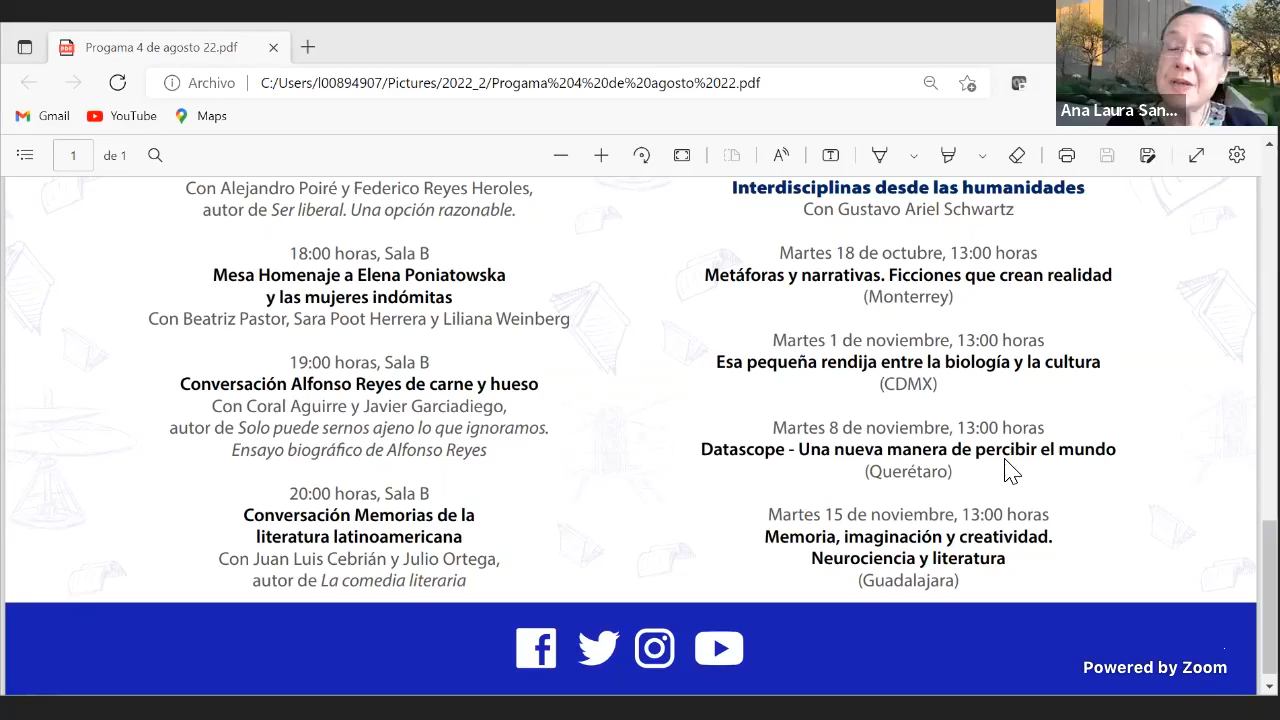 Progama 4 de agosto 22.pdf
Ana Laura San...
Archivo
C:/Users/l00894907/Pictures/2022_2/Progama%204%20de%20agosto%2022.pdf
Gmail
YouTube
Maps
1
de 1
Con Alejandro Poiré y Federico Reyes Heroles,
autor de Ser liberal. Una opción razonable.
18:00 horas, Sala B
Mesa Homenaje a Elena Poniatowska
y las mujeres indómitas
Con Beatriz Pastor, Sara Poot Herrera y Liliana Weinberg
19:00 horas, Sala B
Conversación Alfonso Reyes de carne y hueso
Con Coral Aguirre y Javier Garciadiego,
autor de Solo puede sernos ajeno lo que ignoramos.
Ensayo biográfico de Alfonso Reyes
20:00 horas, Sala B
Conversación Memorias de la
literatura latinoamericana
Con Juan Luis Cebrián y Julio Ortega,
autor de La comedia literaria
Interdisciplinas desde las humanidades
Con Gustavo Ariel Schwartz
Martes 18 de octubre, 13:00 horas
Metáforas y narrativas. Ficciones que crean realidad
(Monterrey)
Martes 1 de noviembre, 13:00 horas
Esa pequeña rendija entre la biología y la cultura
(CDMX)
Martes 8 de noviembre, 13:00 horas
Datascope - Una nueva manera de percibir el mundo
(Querétaro)
Martes 15 de noviembre, 13:00 horas
Memoria, imaginación y creatividad.
Neurociencia y literatura
(Guadalajara)
Powered by Zoom